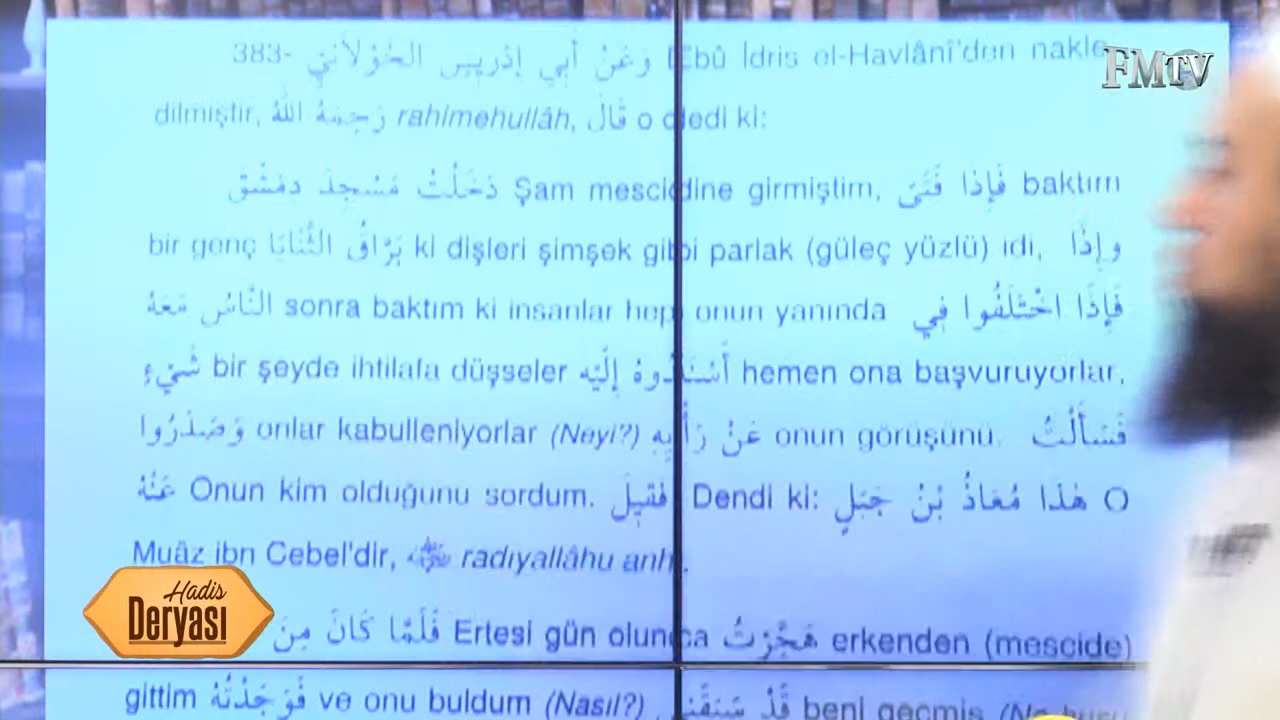 383- وَعَنْ أَبِي إِدْرِيسَ الْخَوْلَانِيِّ Ebû İdris el-Havlânî'den nakle
FMTV
dilmiştir, رَحِمَهُ اللهُ rahimehullâh, قَالَ o dedi ki:
دَخَلْتُ مَسْجِدَ دِمَشْقَ Şam mescidine girmiştim, فَإِذَا فَتًى baktım
bir genç بَرَّاقُ الثَّنَايَا ki dişleri şimşek gibi parlak (güleç yüzlü) idi, وَإِذَا
النَّاسُ مَعَهُ sonra baktım ki insanlar hep onun yanında فَإِذَا اخْتَلَفُوا فِي
شَيْءٍ bir şeyde ihtilafa düşseler أَسْنَدُوهُ إِلَيْهِ hemen ona başvuruyorlar,
وَصَدَرُوا onlar kabulleniyorlar (Neyi?) عَنْ رَأْيِهِ onun görüşünü. فَسَأَلْتُ
عَنْهُ Onun kim olduğunu sordum. فَقِيلَ Dendi ki: هَذَا مُعَاذُ بْنُ جَبَلٍ O
Muâz ibn Cebel'dir, radıyallâhu anh.
فَلَمَّا كَانَ مِنَ Ertesi gün olunca هَجَّرْتُ erkenden (mescide)
gittim فَوَجَدْتُهُ ve onu buldum (Nasıl?) قَدْ سَبَقَنِي beni geçmiş
Hadis
Deryası